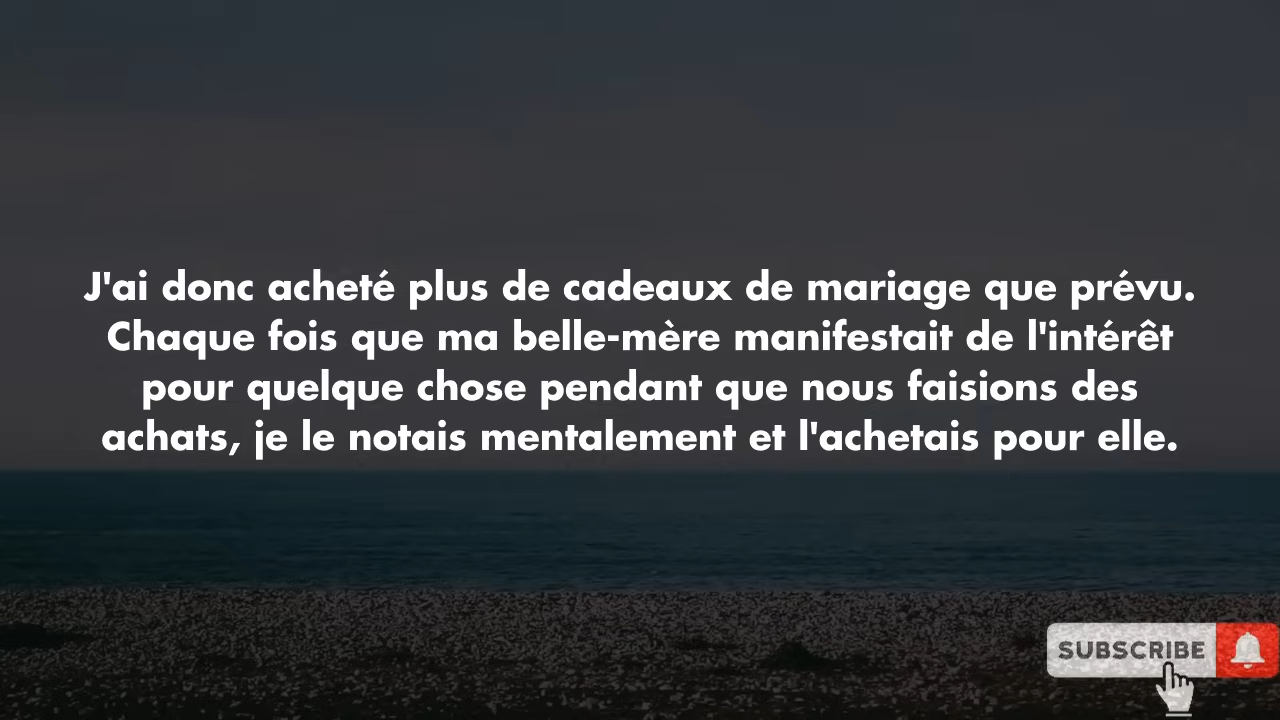 J'ai donc acheté plus de cadeaux de mariage que prévu.
Chaque fois que ma belle-mère manifestait de l'intérêt
pour quelque chose pendant que nous faisions des
achats, je le notais mentalement et l'achetais pour elle.
SUBSCRIBE